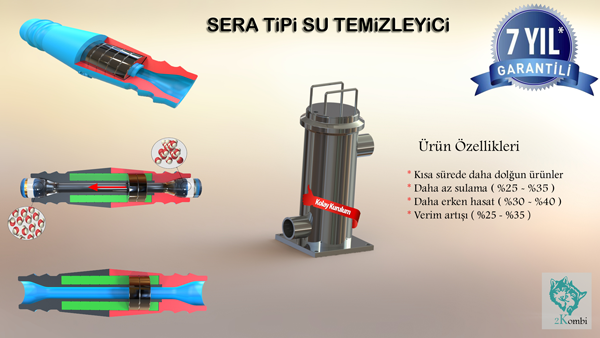 SERA TiPi SU TEMiZLEYiCi
7 YIL*
GARANTİLİ
Ürün Özellikleri
* Kısa sürede daha dolğun ürünler
* Daha az sulama ( %25 - %35 )
* Daha erken hasat ( %30 - %40 )
* Verim artışı ( %25 - %35 )
Kolay Kurulum
2Kombi